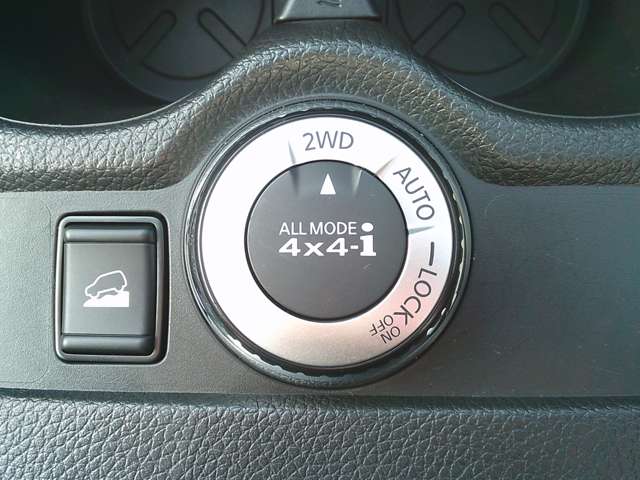 2WD
AUTO
LOCK
ON
OFF
ALL MODE
4x4-i